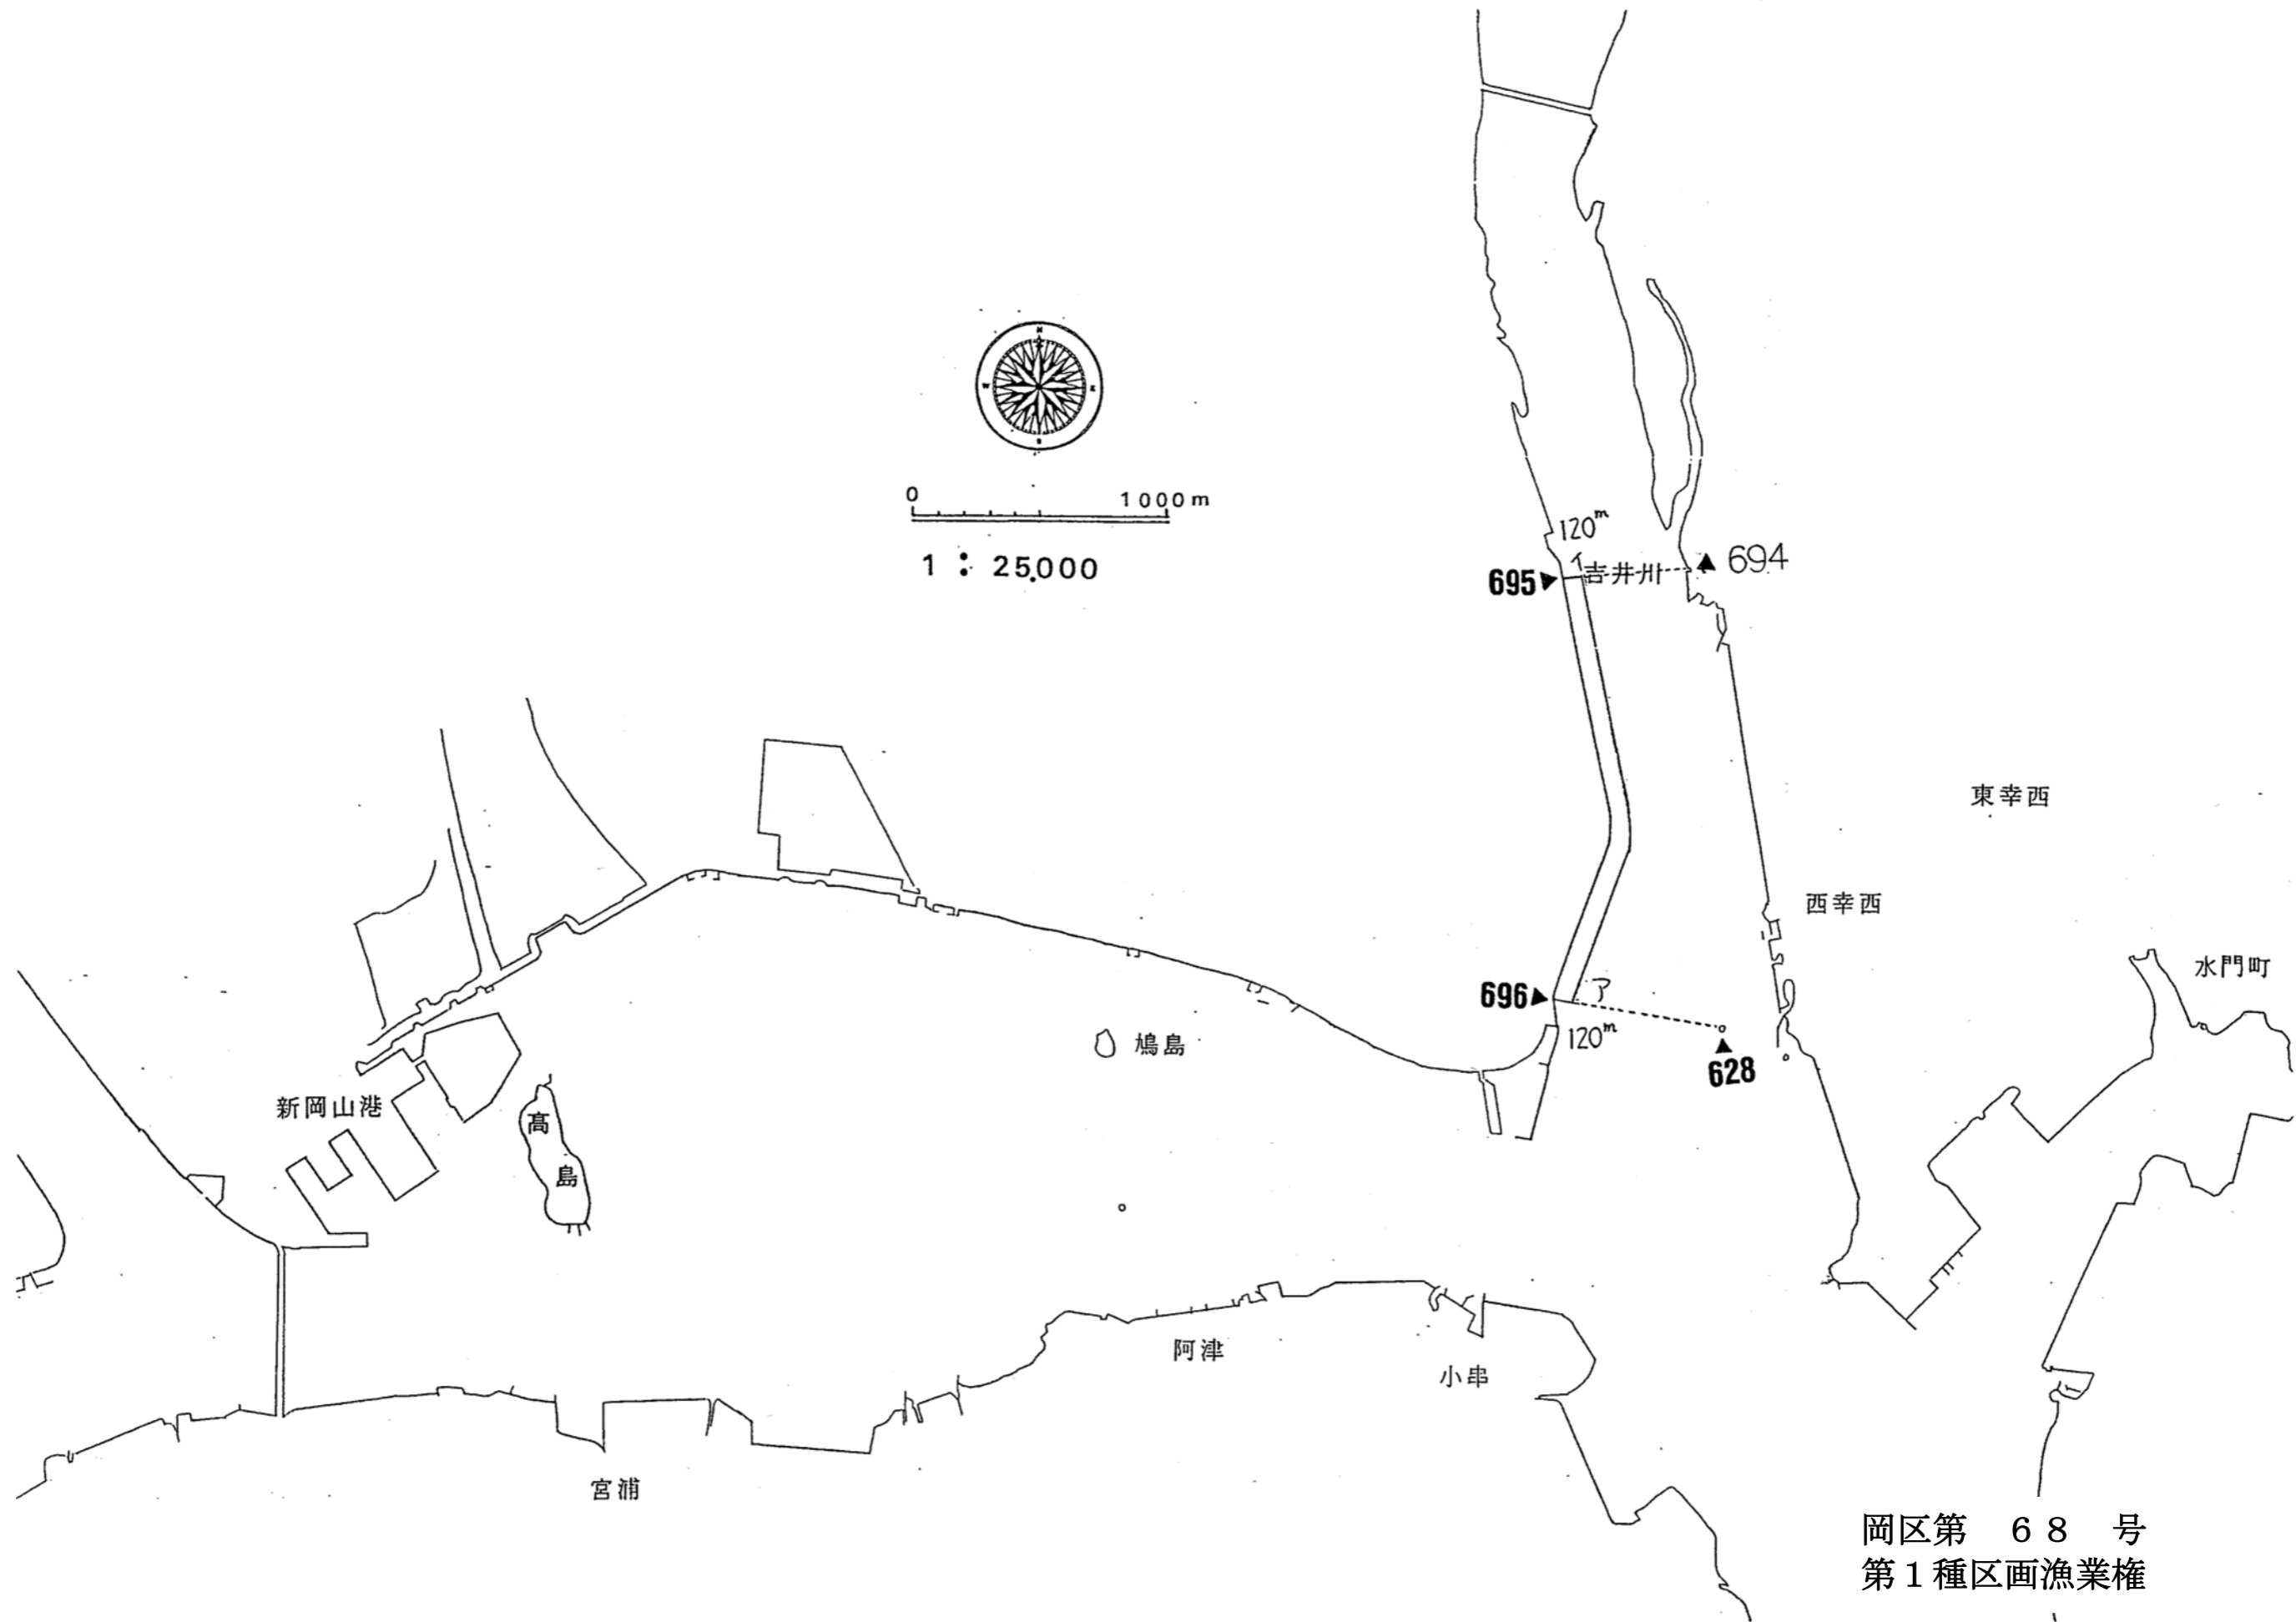 N
W
E
S
0 1000m
1 : 25,000
120m
イ
吉井川
694
695
東幸西
西幸西
水門町
ア
696
120m
628
鳩島
新岡山港
高島
阿津
小串
宮浦
岡区第 68 号
第1種区画漁業権